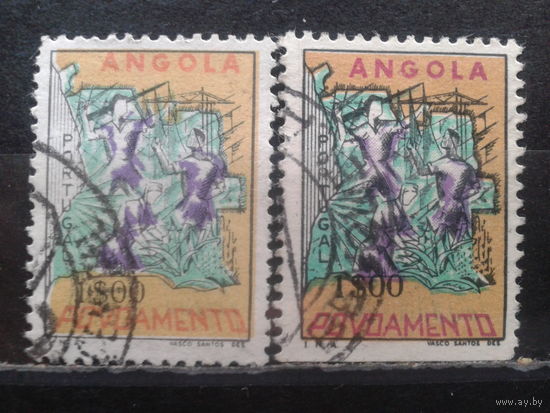 ANGOLA
PORTUGAL
1$00
POVOAMENTO
VASCO SANTOS DES
ANGOLA
PORTUGAL
1$00
POVOAMENTO
VASCO SANTOS DES.
www.ay.by